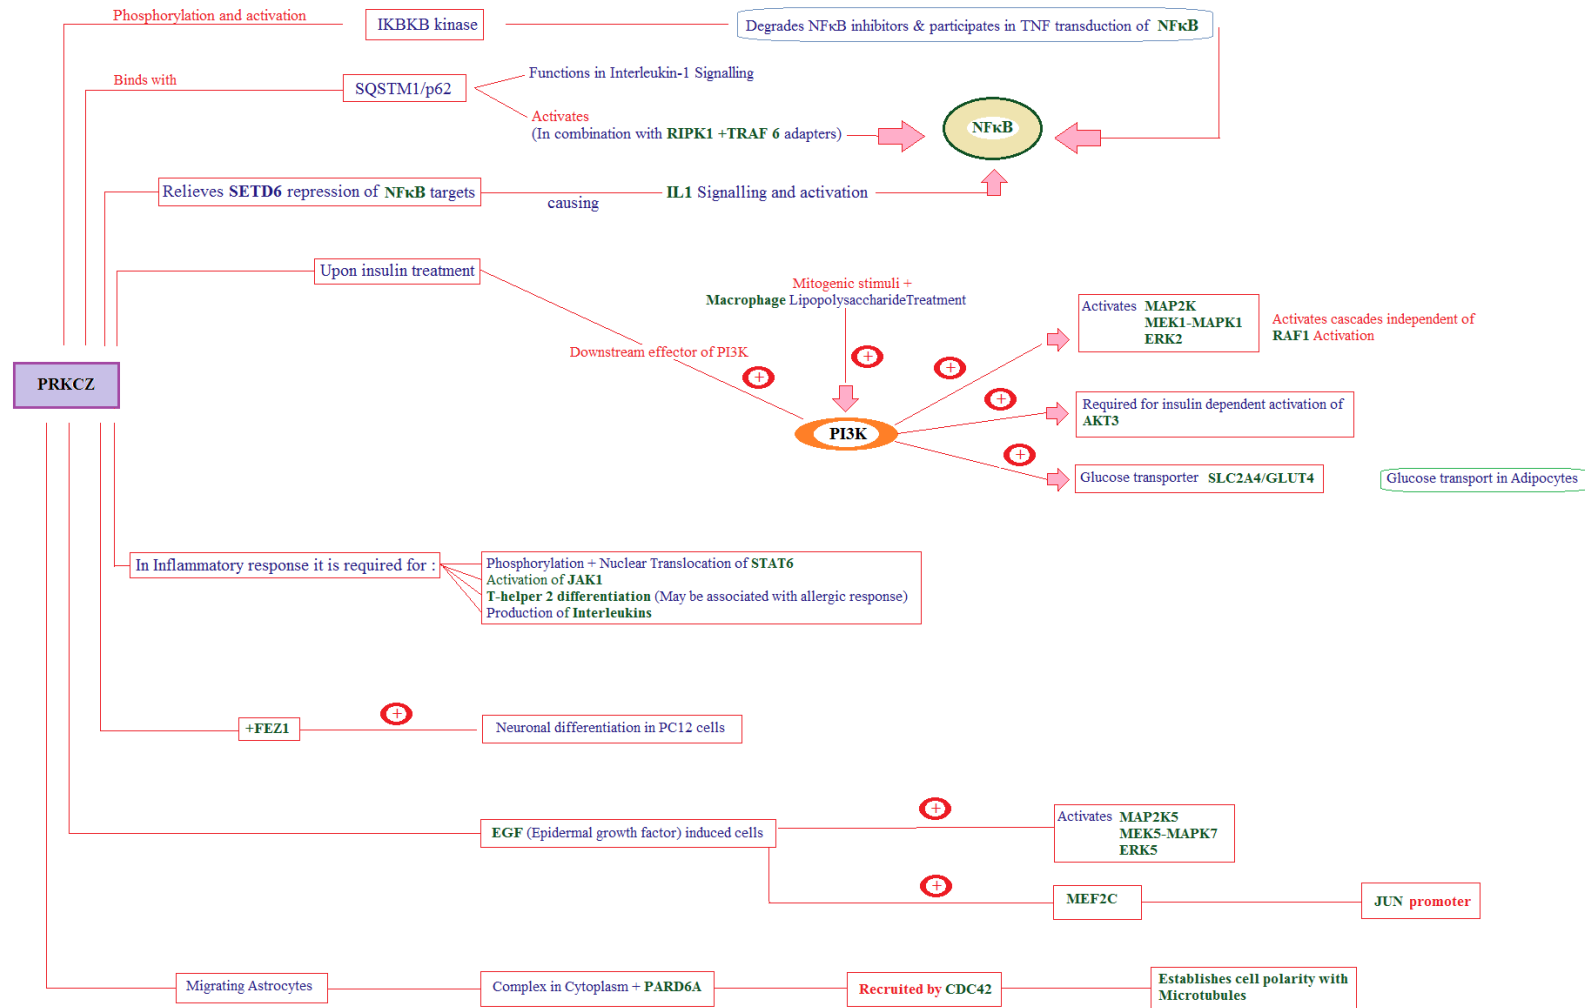 Phosphorylation and activation
IKBKB kinase
Degrades NFκB inhibitors & participates in TNF transduction of NFκB
Binds with
SQSTM1/p62
Functions in Interleukin-1 Signalling
Activates
(In combination with RIPK1 +TRAF 6 adapters)
NFκB
Relieves SETD6 repression of NFκB targets
causing
IL1 Signalling and activation
Upon insulin treatment
Mitogenic stimuli +
Macrophage LipopolysaccharideTreatment
Downstream effector of PI3K
+
+
+
Activates MAP2K
MEK1-MAPK1
ERK2
Activates cascades independent of
RAF1 Activation
PRKCZ
PI3K
+
Required for insulin dependent activation of
AKT3
+
Glucose transporter SLC2A4/GLUT4
Glucose transport in Adipocytes
In Inflammatory response it is required for :
Phosphorylation + Nuclear Translocation of STAT6
Activation of JAK1
T-helper 2 differentiation (May be associated with allergic response)
Production of Interleukins
+FEZ1
+
Neuronal differentiation in PC12 cells
EGF (Epidermal growth factor) induced cells
+
Activates MAP2K5
MEK5-MAPK7
ERK5
+
MEF2C
JUN promoter
Migrating Astrocytes
Complex in Cytoplasm + PARD6A
Recruited by CDC42
Establishes cell polarity with
Microtubules